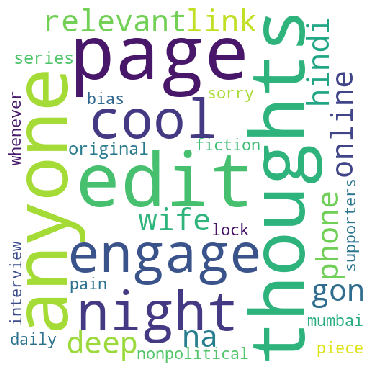 relevant
link
page
series
bias
sorry
whenever
cool
anyone
original
thoughts
hindi
online
fiction
edit
wife
lock
phone
supporters
engage
interview
pain
night
na
gon
daily
deep
nonpolitical
mumbai
piece